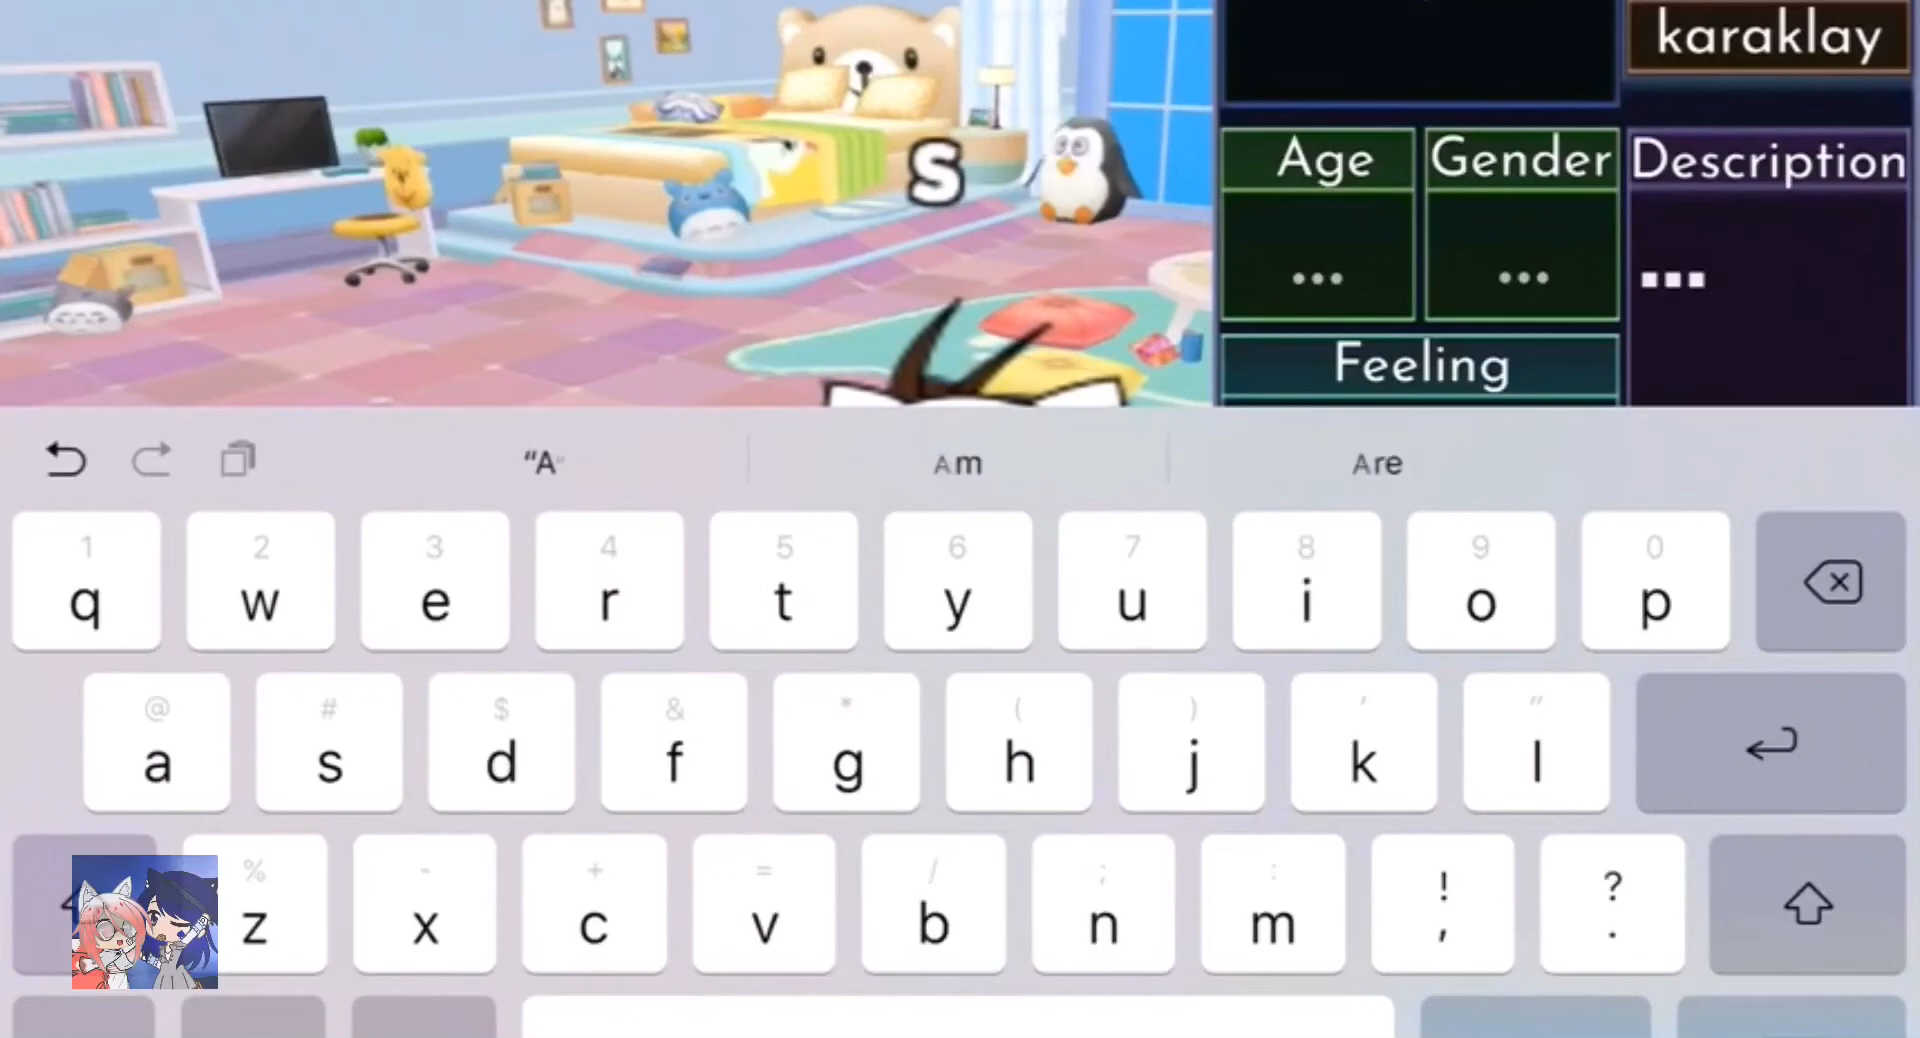 karaklay
Age Gender Description
... ... ...
S
Feeling
“A” Am Are
1 2 3 4 5 6 7 8 9 0
q w e r t y u i o p
@ # $ & * ( ) ' "
a s d f g h j k l
% - + = / ; : ! ?
z x c v b n m , .